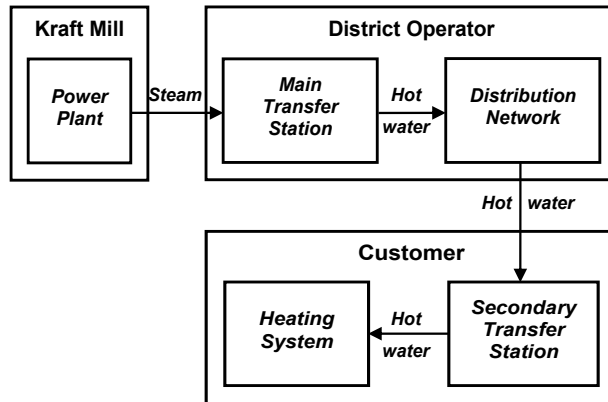 Kraft Mill
Power
Plant
Steam
District Operator
Main
Transfer
Station
Hot
water
Distribution
Network
Hot water
Customer
Secondary
Transfer
Station
Hot
water
Heating
System